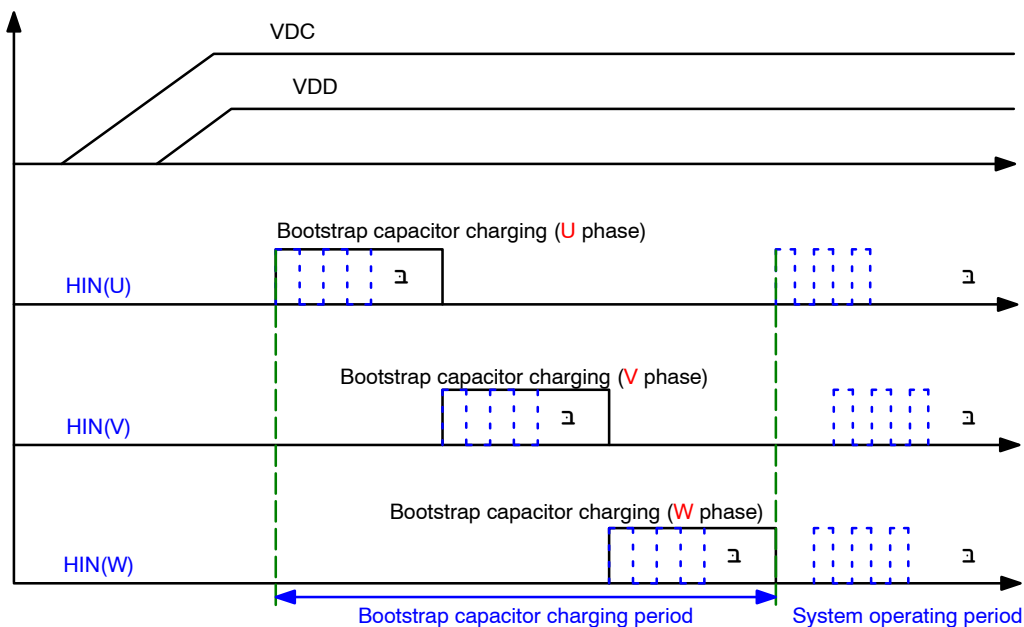 VDC
VDD
Bootstrap capacitor charging (U phase)
HIN(U)
בּ
בּ
Bootstrap capacitor charging (V phase)
HIN(V)
בּ
בּ
Bootstrap capacitor charging (W phase)
HIN(W)
בּ
בּ
Bootstrap capacitor charging period
System operating period